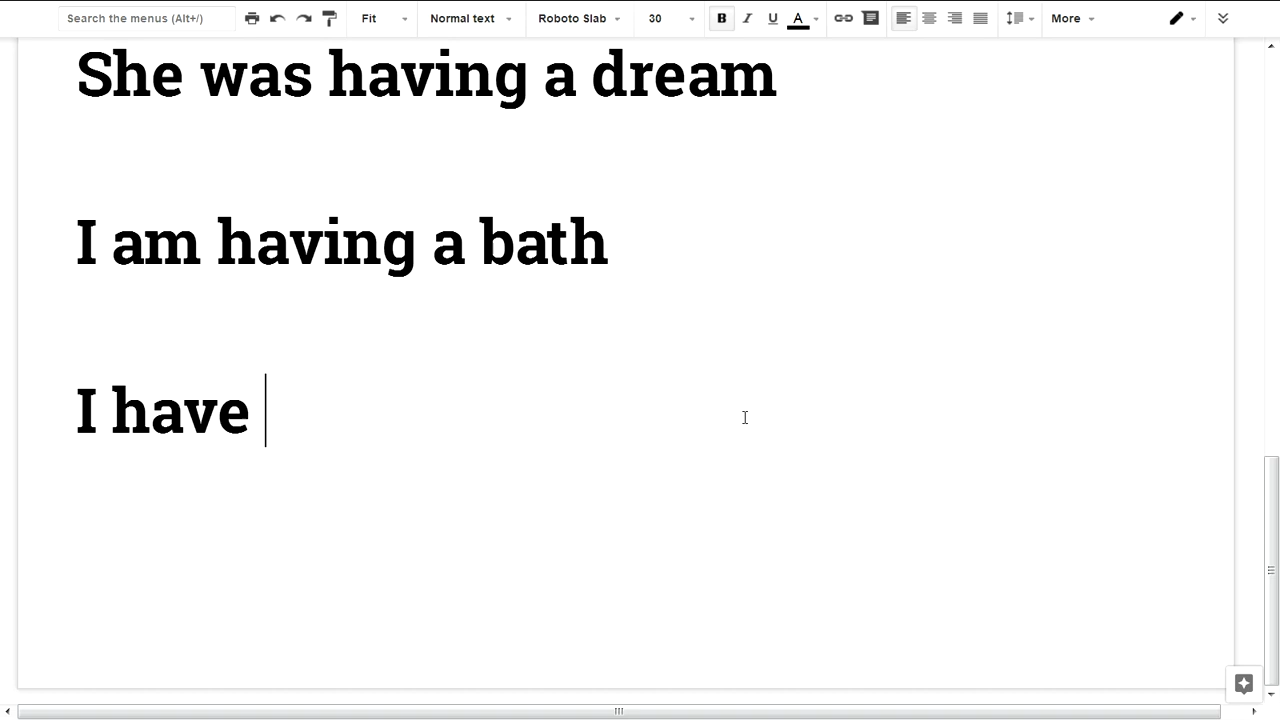 Search the menus (Alt+/) Fit Normal text Roboto Slab 30 B I U A More
She was having a dream
I am having a bath
I have